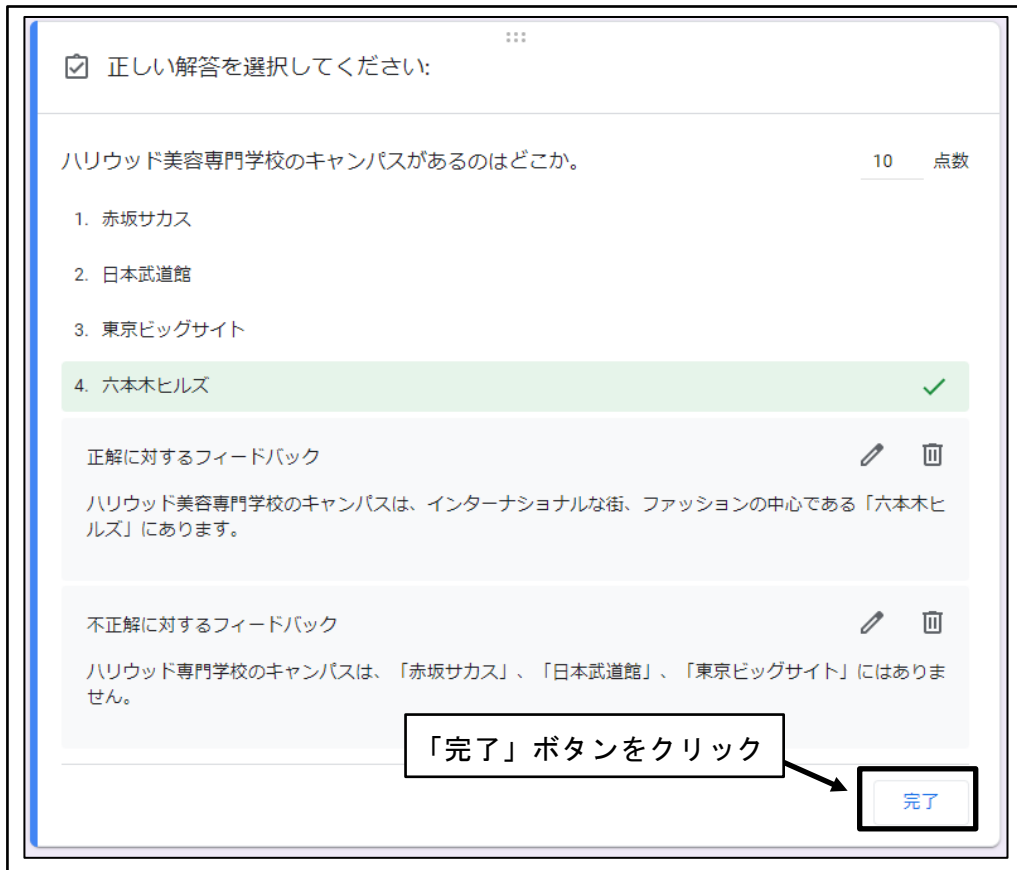 正しい解答を選択してください:
ハリウッド美容専門学校のキャンパスがあるのはどこか。 10 点数
1. 赤坂サカス
2. 日本武道館
3. 東京ビッグサイト
4. 六本木ヒルズ
正解に対するフィードバック
ハリウッド美容専門学校のキャンパスは、インターナショナルな街、ファッションの中心である「六本木ヒ
ルズ」にあります。
不正解に対するフィードバック
ハリウッド専門学校のキャンパスは、「赤坂サカス」、「日本武道館」、「東京ビッグサイト」にはありま
せん。
「完了」ボタンをクリック
完了